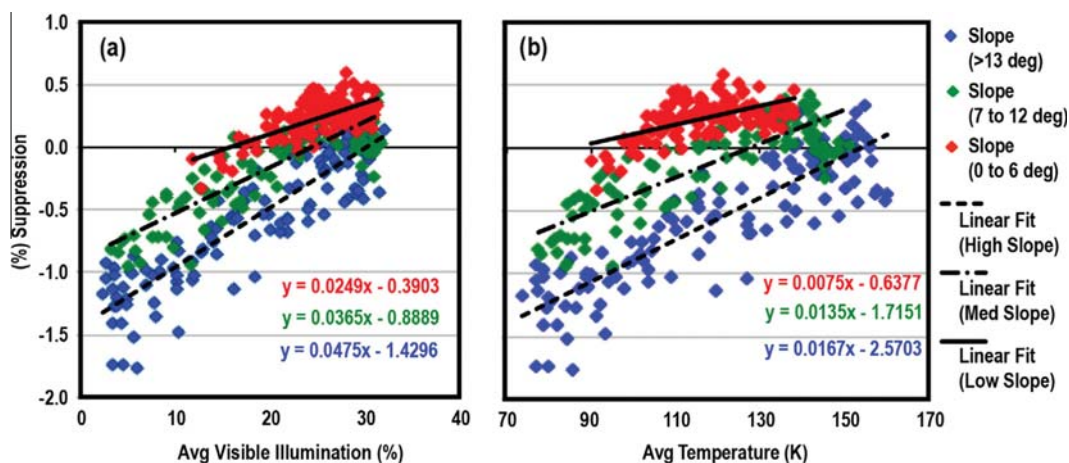 (%) Suppression
1.0
0.5
0.0
-0.5
-1.0
-1.5
-2.0
(a)
y = 0.0249x - 0.3903
y = 0.0365x - 0.8889
y = 0.0475x - 1.4296
0 10 20 30 40
Avg Visible Illumination (%)
(b)
y = 0.0075x - 0.6377
y = 0.0135x - 1.7151
y = 0.0167x - 2.5703
70 90 110 130 150 170
Avg Temperature (K)
Slope
(>13 deg)
Slope
(7 to 12 deg)
Slope
(0 to 6 deg)
Linear Fit
(High Slope)
Linear Fit
(Med Slope)
Linear Fit
(Low Slope)